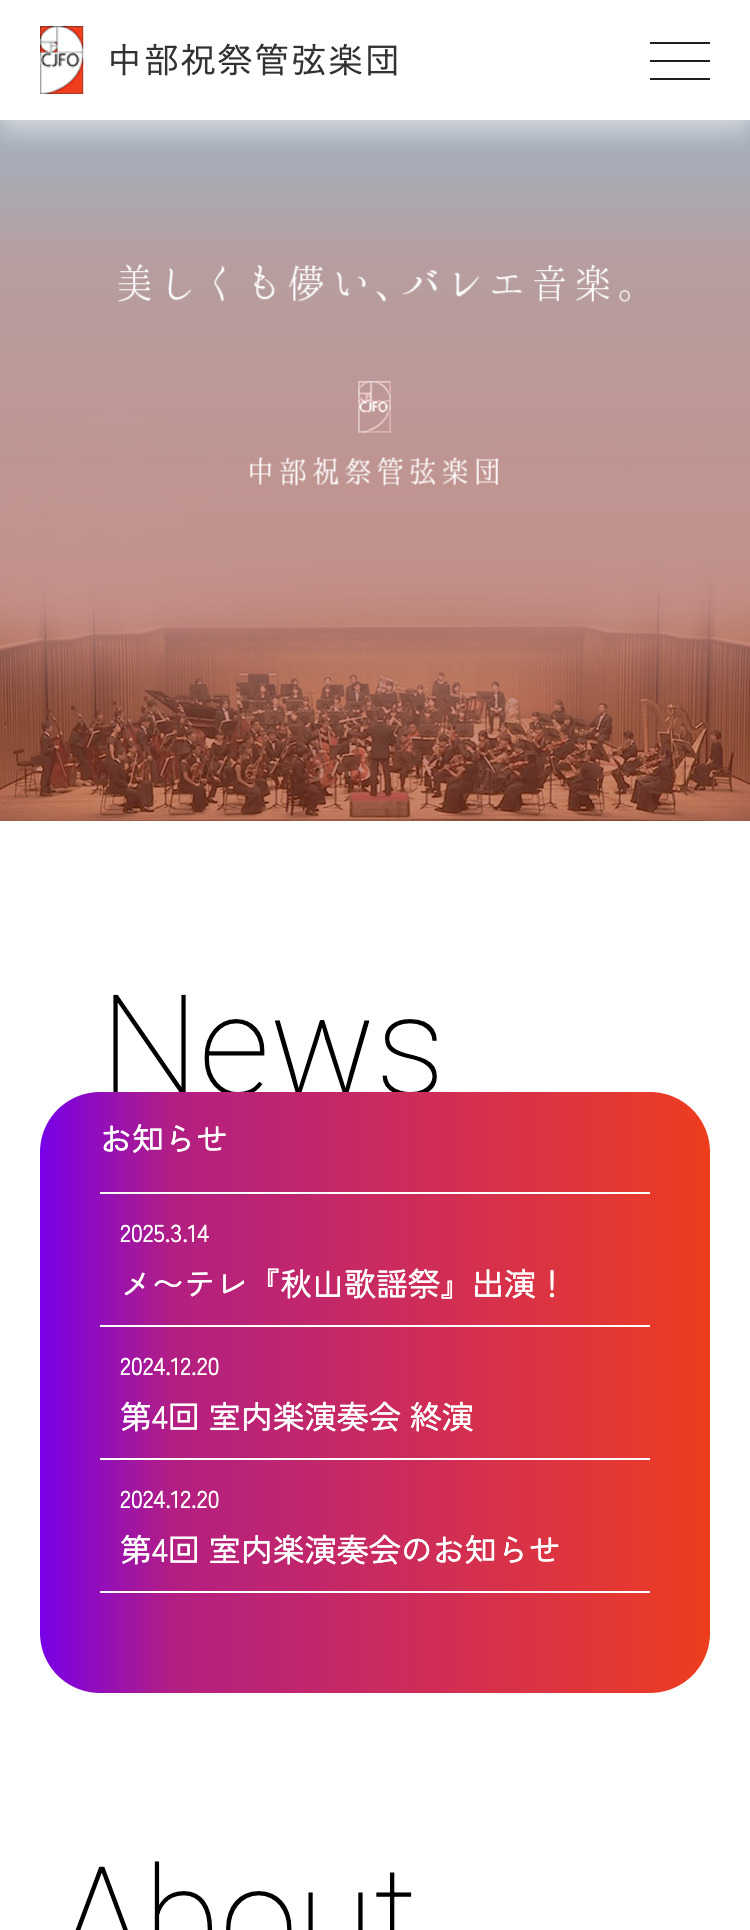 CJFO
中部祝祭管弦楽団
美しくも儚い、バレエ音楽。
CJFO
中部祝祭管弦楽団
News
お知らせ
2025.3.14
メ〜テレ『秋山歌謡祭』出演！
2024.12.20
第4回 室内楽演奏会 終演
2024.12.20
第4回 室内楽演奏会のお知らせ
About